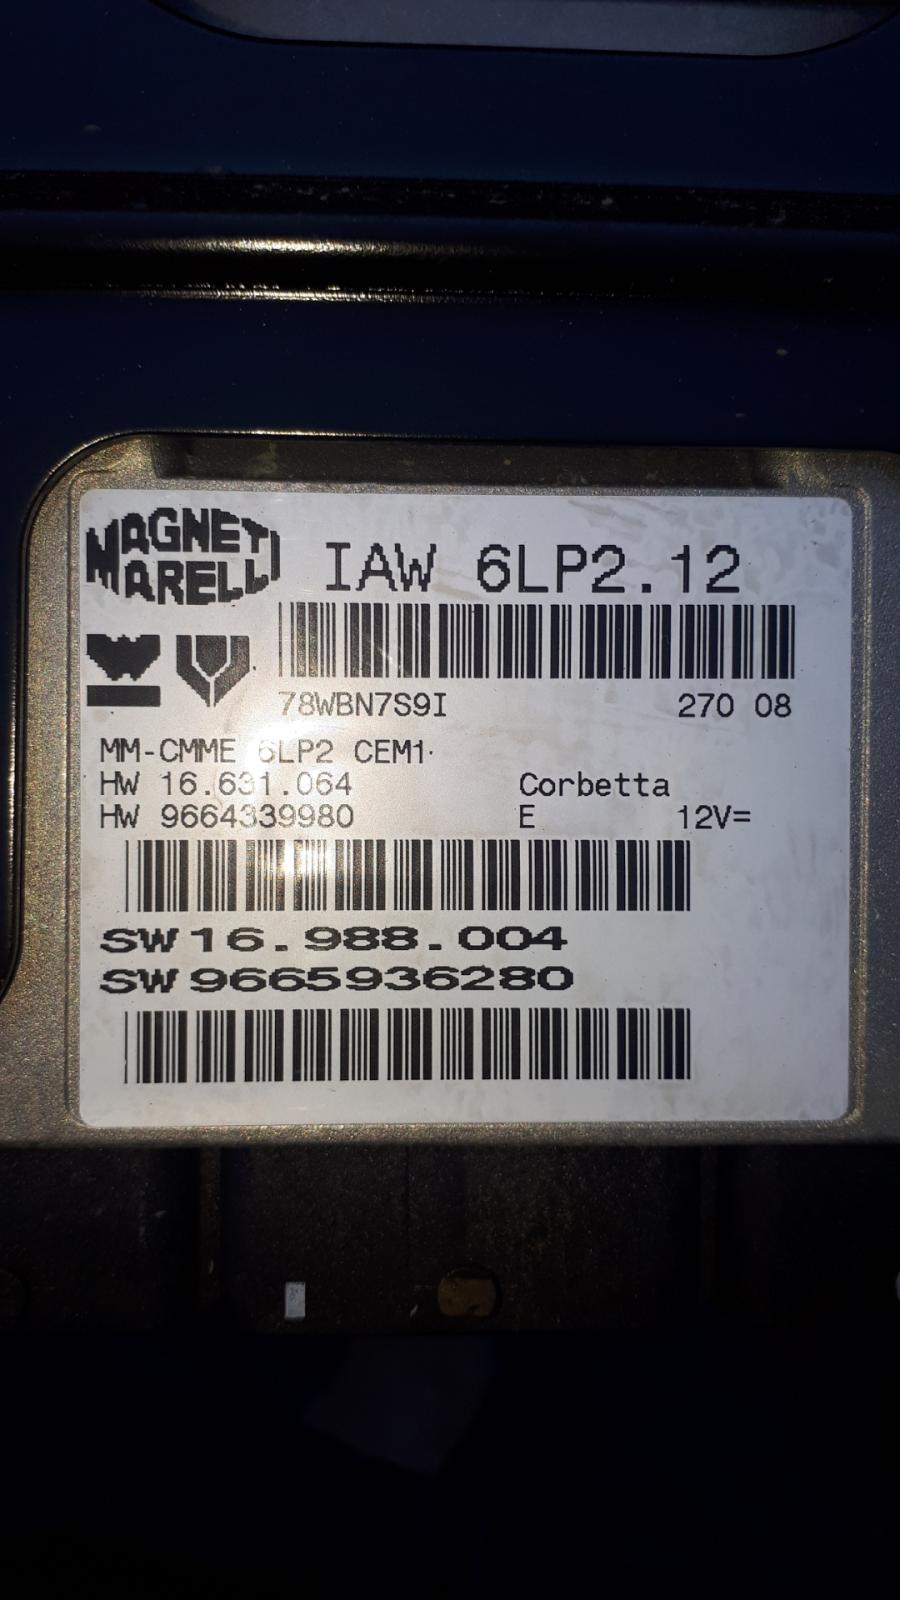 MAGNETI
MARELLI
IAW 6LP2.12
78WBN7S9I 270 08
MM-CMME 6LP2 CEM1.
HW 16.631.064 Corbetta
HW 9664339980 E 12V=
SW 16.988.004
SW 9665936280